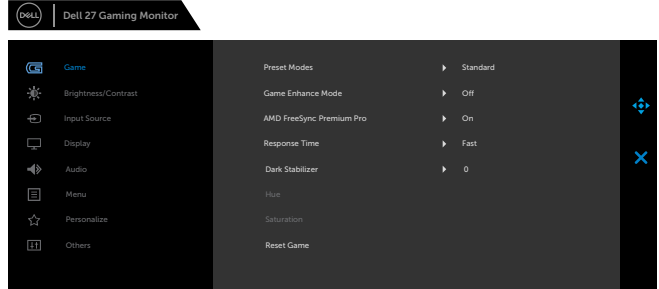 DELL Dell 27 Gaming Monitor
Game Preset Modes Standard
Brightness/Contrast Game Enhance Mode Off
Input Source AMD FreeSync Premium Pro On
Display Response Time Fast
Audio Dark Stabilizer 0
Menu Hue
Personalize Saturation
Others Reset Game